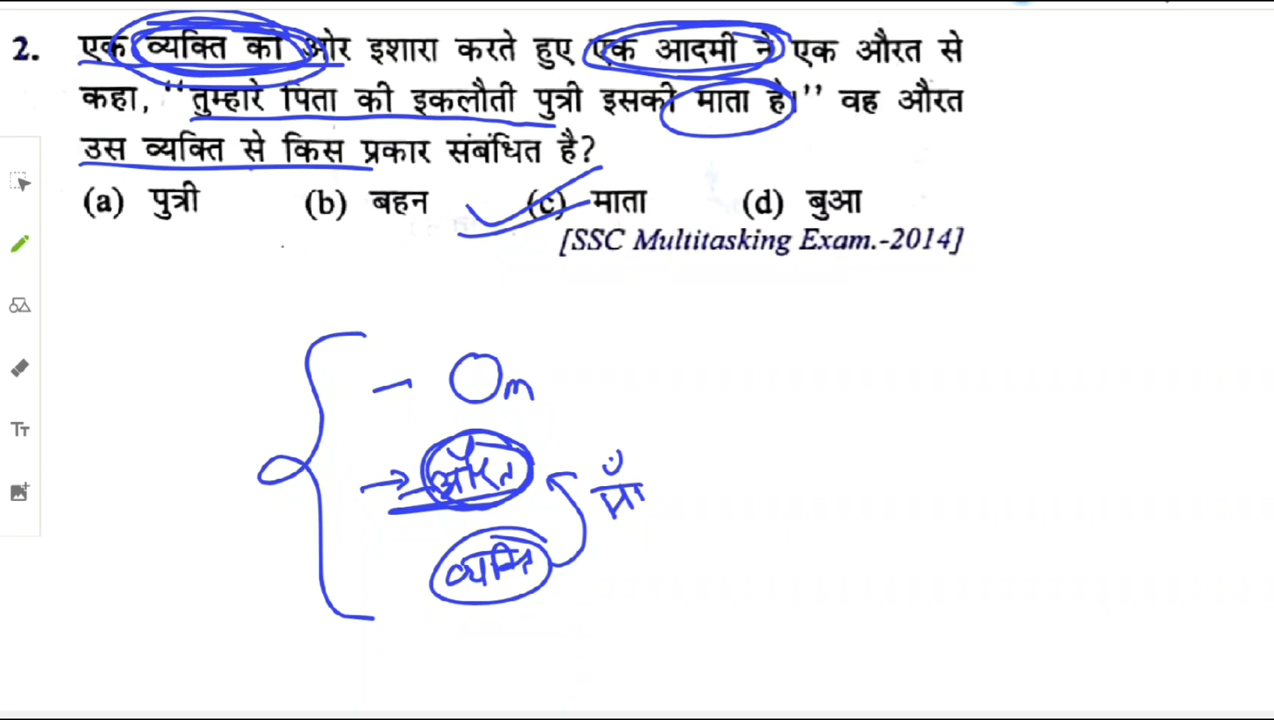 2. एक व्यक्ति की ओर इशारा करते हुए एक आदमी ने एक औरत से
कहा, "तुम्हारे पिता की इकलौती पुत्री इसकी माता है।" वह औरत
उस व्यक्ति से किस प्रकार संबंधित है?
(a) पुत्री (b) बहन (c) माता (d) बुआ
[SSC Multitasking Exam.-2014]
m
औरत
माँ
व्यक्ति
TT